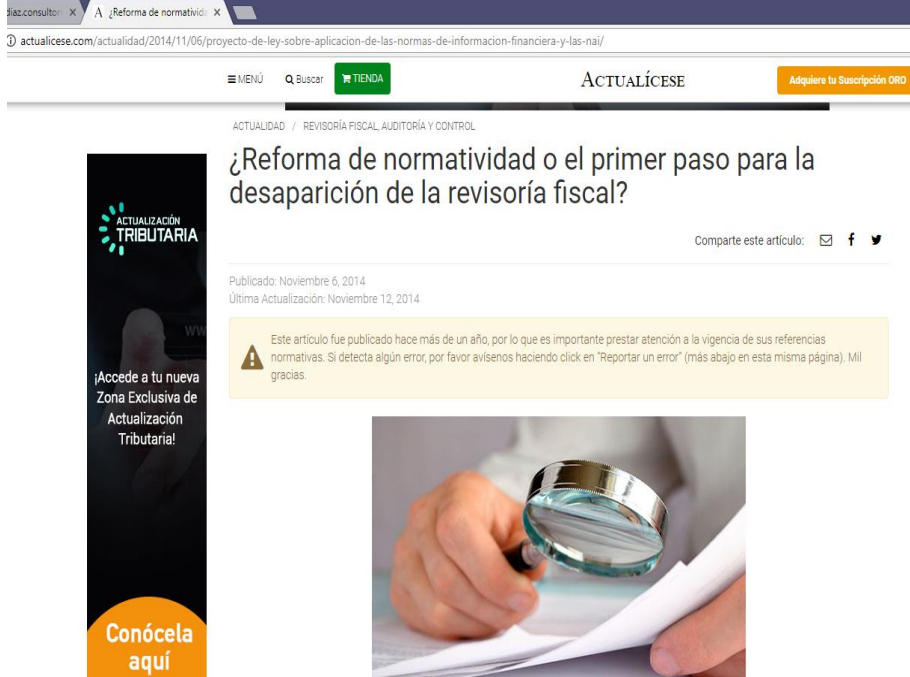 diaz.consultor
A ¿Reforma de normativida
actualicese.com/actualidad/2014/11/06/proyecto-de-ley-sobre-aplicacion-de-las-normas-de-informacion-financiera-y-las-nai/
MENÚ Buscar TIENDA ACTUALÍCESE Adquiere tu Suscripción ORO
ACTUALIDAD / REVISORÍA FISCAL, AUDITORÍA Y CONTROL
¿Reforma de normatividad o el primer paso para la
desaparición de la revisoría fiscal?
Comparte este artículo:
Publicado: Noviembre 6, 2014
Última Actualización: Noviembre 12, 2014
Este artículo fue publicado hace más de un año, por lo que es importante prestar atención a la vigencia de sus referencias
normativas. Si detecta algún error, por favor avísenos haciendo click en "Reportar un error" (más abajo en esta misma página). Mil
gracias.
ACTUALIZACIÓN
TRIBUTARIA
WW
¡Accede a tu nueva
Zona Exclusiva de
Actualización
Tributaria!
Conócela
aquí